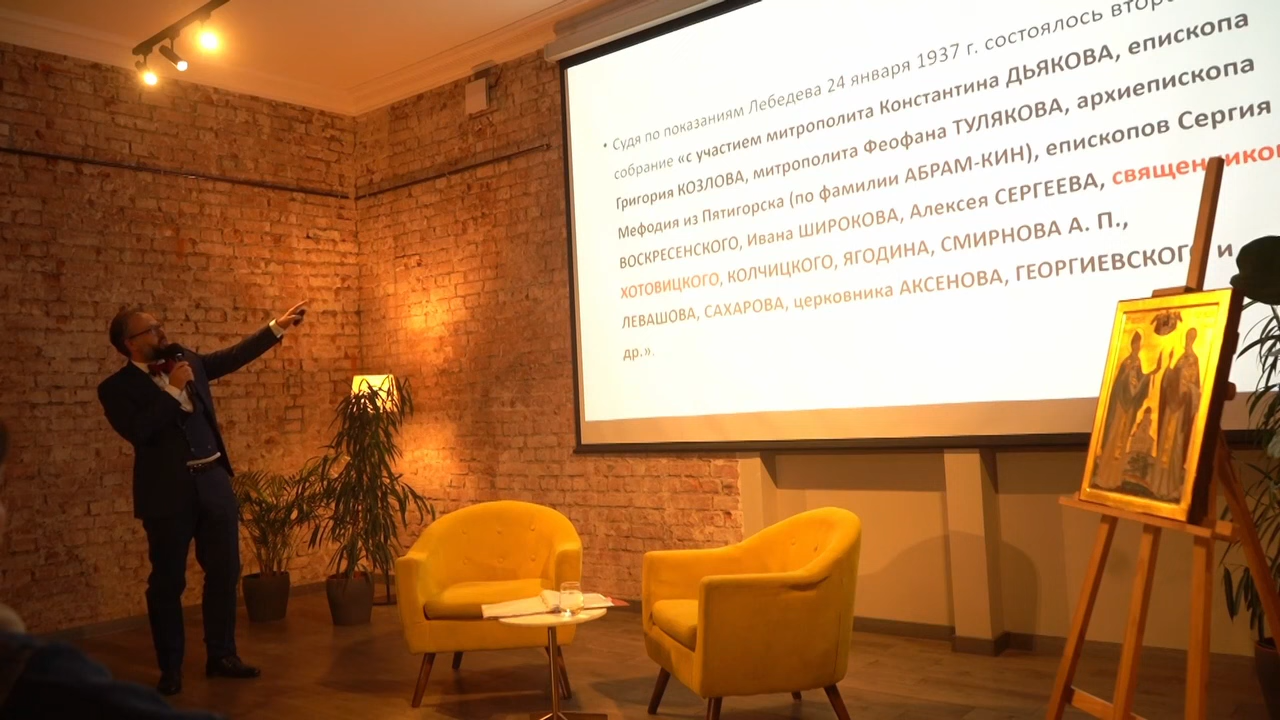 • Судя по показаниям Лебедева 24 января 1937 г. состоялось
собрание «с участием митрополита Константина ДЬЯКОВА, епископа
Григория КОЗЛОВА, митрополита Феофана ТУЛЯКОВА, архиепископа
Мефодия из Пятигорска (по фамилии АБРАМ-КИН), епископов Сергия
ВОСКРЕСЕНСКОГО, Ивана ШИРОКОВА, Алексея СЕРГЕЕВА,
ХОТОВИЦКОГО, КОЛЧИЦКОГО, ЯГОДИНА, СМИРНОВА А. П.,
ЛЕВАШОВА, САХАРОВА, церковника АКСЕНОВА, ГЕОРГИЕВСКОГО и
др.».